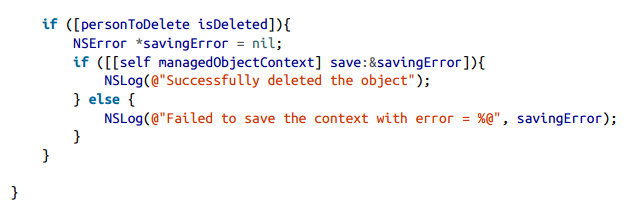 if ([personToDelete isDeleted]){
NSError *savingError = nil;
if ([[self managedObjectContext] save:&savingError]){
NSLog(@"Successfully deleted the object");
} else {
NSLog(@"Failed to save the context with error = %@", savingError);
}
}
}